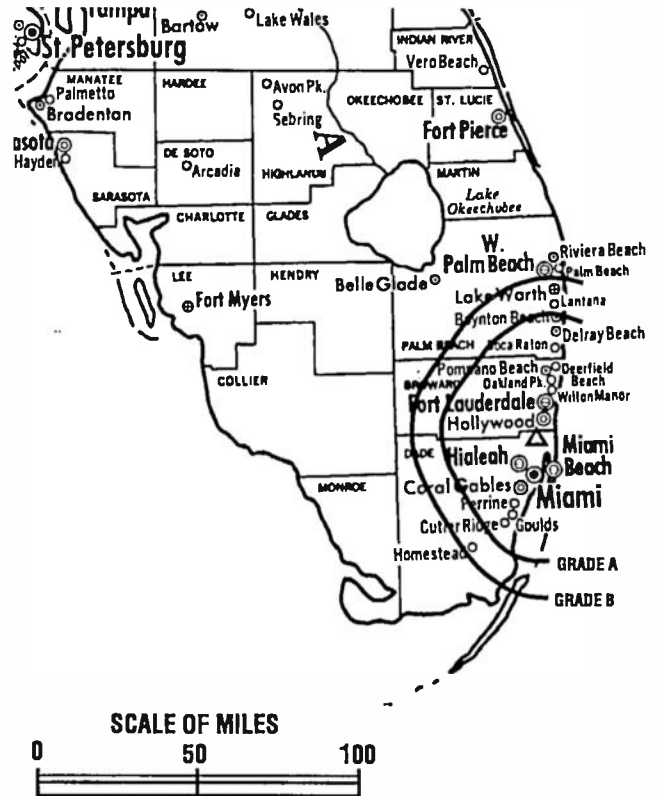 Tampa
St. Petersburg
Bartow
Lake Wales
INDIAN RIVER
Vero Beach
MANATEE
Palmetto
Bradenton
HARDEE
Avon Pk.
Sebring
OKEECHOBEE
ST. LUCIE
Fort Pierce
asota
Hayden
DE SOTO
Arcadia
HIGHLANDS
A
MARTIN
Lake
Okeechubee
SARASOTA
CHARLOTTE
GLADES
W.
Palm Beach
Riviera Beach
Palm Beach
LEE
HENDRY
Belle Glade
Lake Worth
Lantana
Fort Myers
Boynton Beach
Delray Beach
PALM BEACH
Boca Raton
COLLIER
Pompano Beach
Deerfield
Beach
BROWARD
Oakland Pk.
Wilton Manor
Fort Lauderdale
Hollywood
DADE
Hialeah
Miami
Beach
MONROE
Coral Gables
Miami
Perrine
Cutler Ridge
Goulds
Homestead
GRADE A
GRADE B
SCALE OF MILES
0 50 100